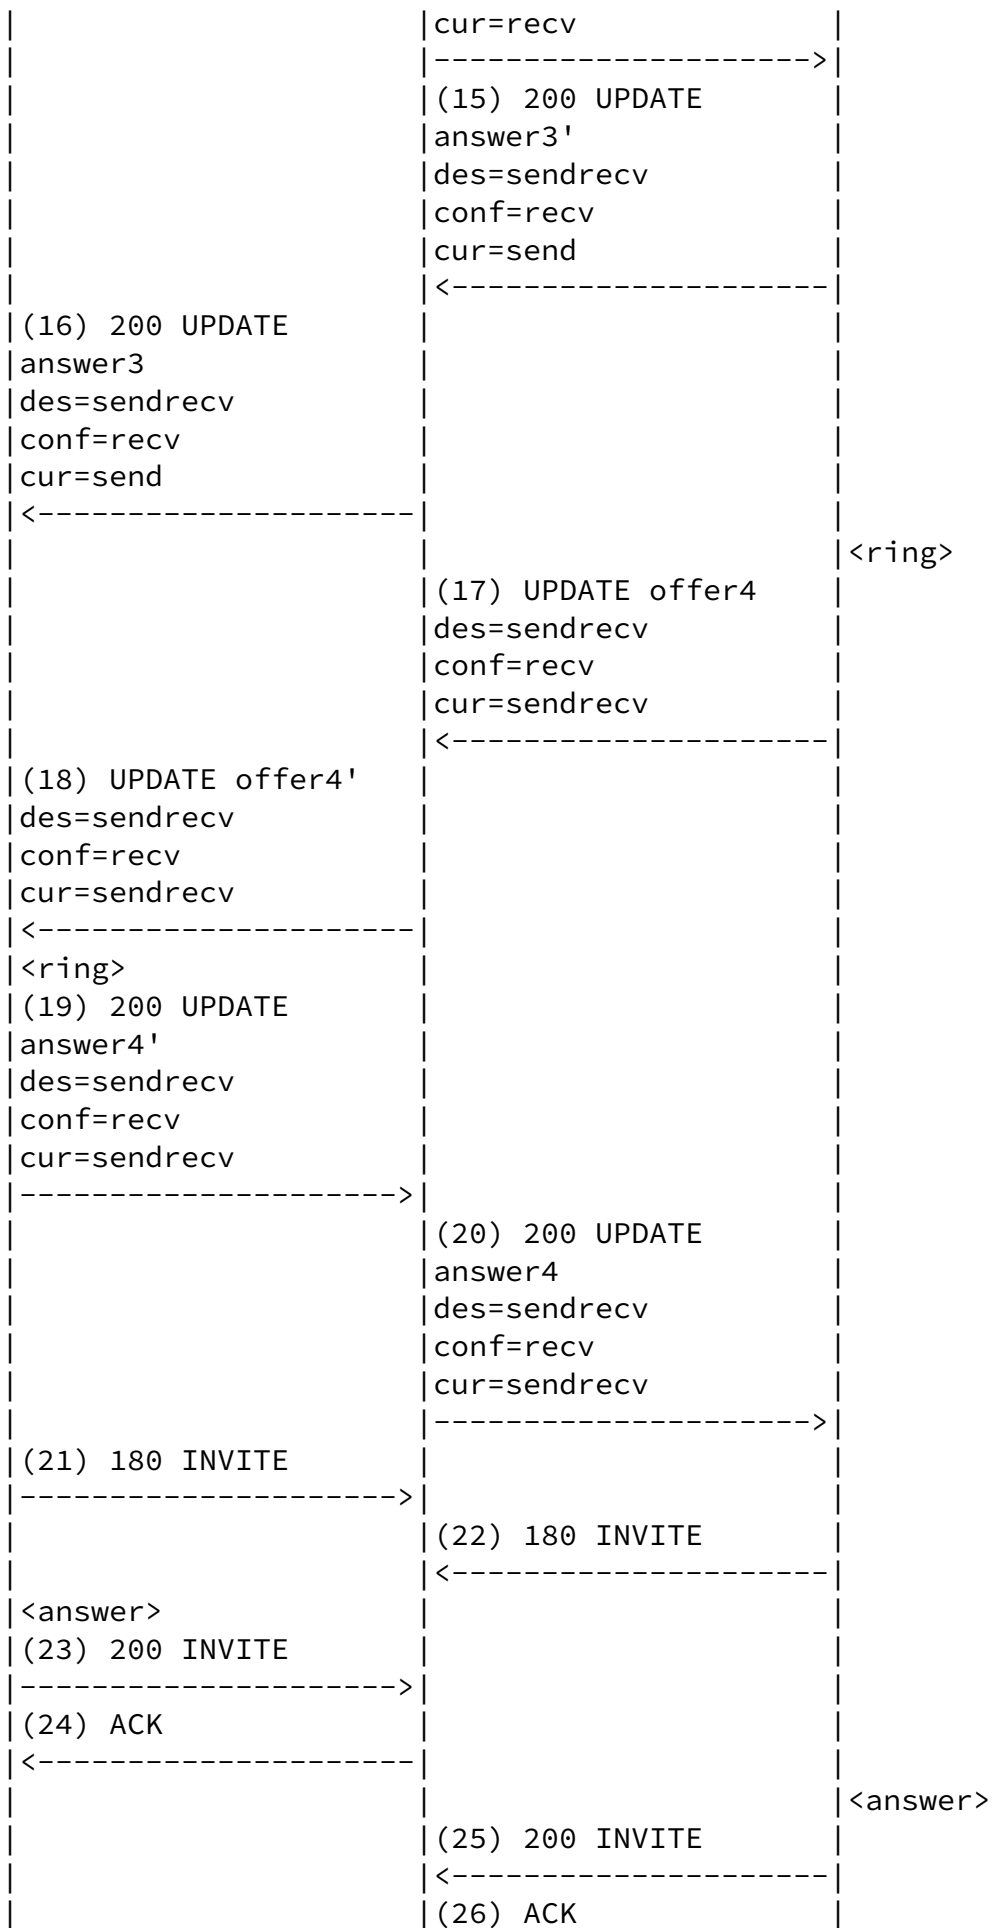 |                      |cur=recv              |
|                      |--------------------->|
|                      |(15) 200 UPDATE       |
|                      |answer3'              |
|                      |des=sendrecv          |
|                      |conf=recv             |
|                      |cur=send              |
|                      |<---------------------|
|(16) 200 UPDATE       |                      |
|answer3               |                      |
|des=sendrecv          |                      |
|conf=recv             |                      |
|cur=send              |                      |
|<---------------------|                      |
|                      |                      |<ring>
|                      |(17) UPDATE offer4    |
|                      |des=sendrecv          |
|                      |conf=recv             |
|                      |cur=sendrecv          |
|                      |<---------------------|
|(18) UPDATE offer4'   |                      |
|des=sendrecv          |                      |
|conf=recv             |                      |
|cur=sendrecv          |                      |
|<---------------------|                      |
|<ring>                |                      |
|(19) 200 UPDATE       |                      |
|answer4'              |                      |
|des=sendrecv          |                      |
|conf=recv             |                      |
|cur=sendrecv          |                      |
|--------------------->|                      |
|                      |(20) 200 UPDATE       |
|                      |answer4               |
|                      |des=sendrecv          |
|                      |conf=recv             |
|                      |cur=sendrecv          |
|                      |--------------------->|
|(21) 180 INVITE       |                      |
|--------------------->|                      |
|                      |(22) 180 INVITE       |
|                      |<---------------------|
|<answer>              |                      |
|(23) 200 INVITE       |                      |
|--------------------->|                      |
|(24) ACK              |                      |
|<---------------------|                      |
|                      |                      |<answer>
|                      |(25) 200 INVITE       |
|                      |<---------------------|
|                      |(26) ACK              |